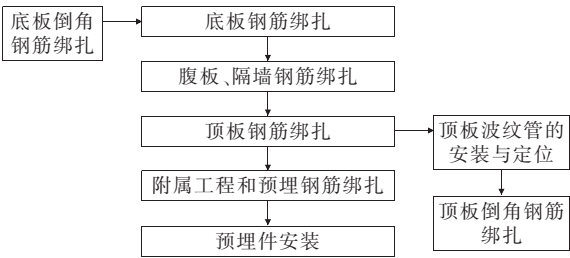 底板倒角
钢筋绑扎
底板钢筋绑扎
腹板、隔墙钢筋绑扎
顶板钢筋绑扎
顶板波纹管的
安装与定位
附属工程和预埋钢筋绑扎
顶板倒角钢筋
绑扎
预埋件安装